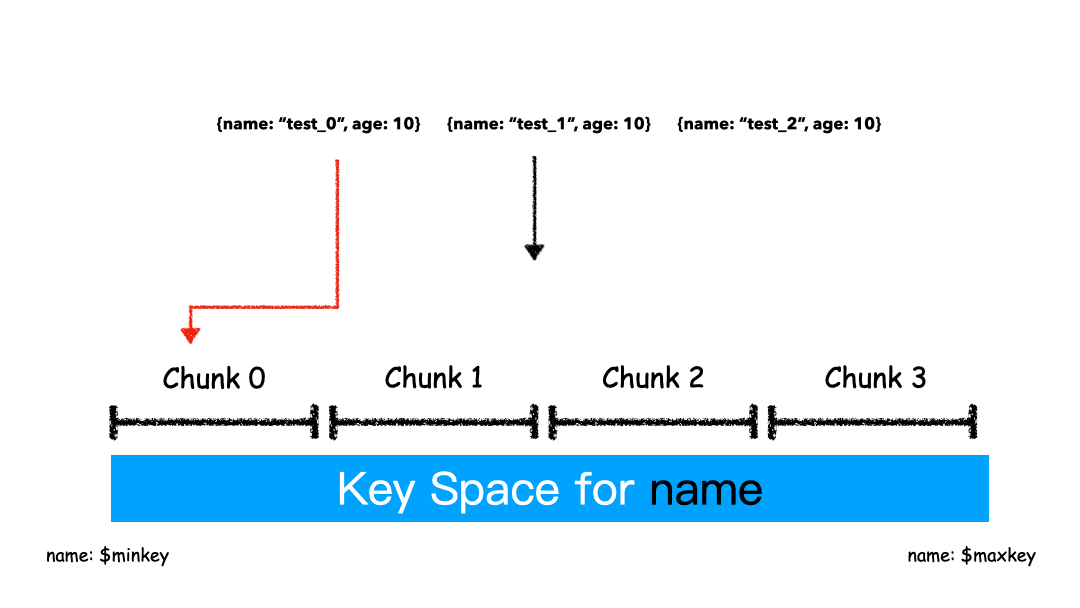 {name: “test_0”, age: 10} {name: “test_1”, age: 10} {name: “test_2”, age: 10}
Chunk 0 Chunk 1 Chunk 2 Chunk 3
Key Space for name
name: $minkey name: $maxkey